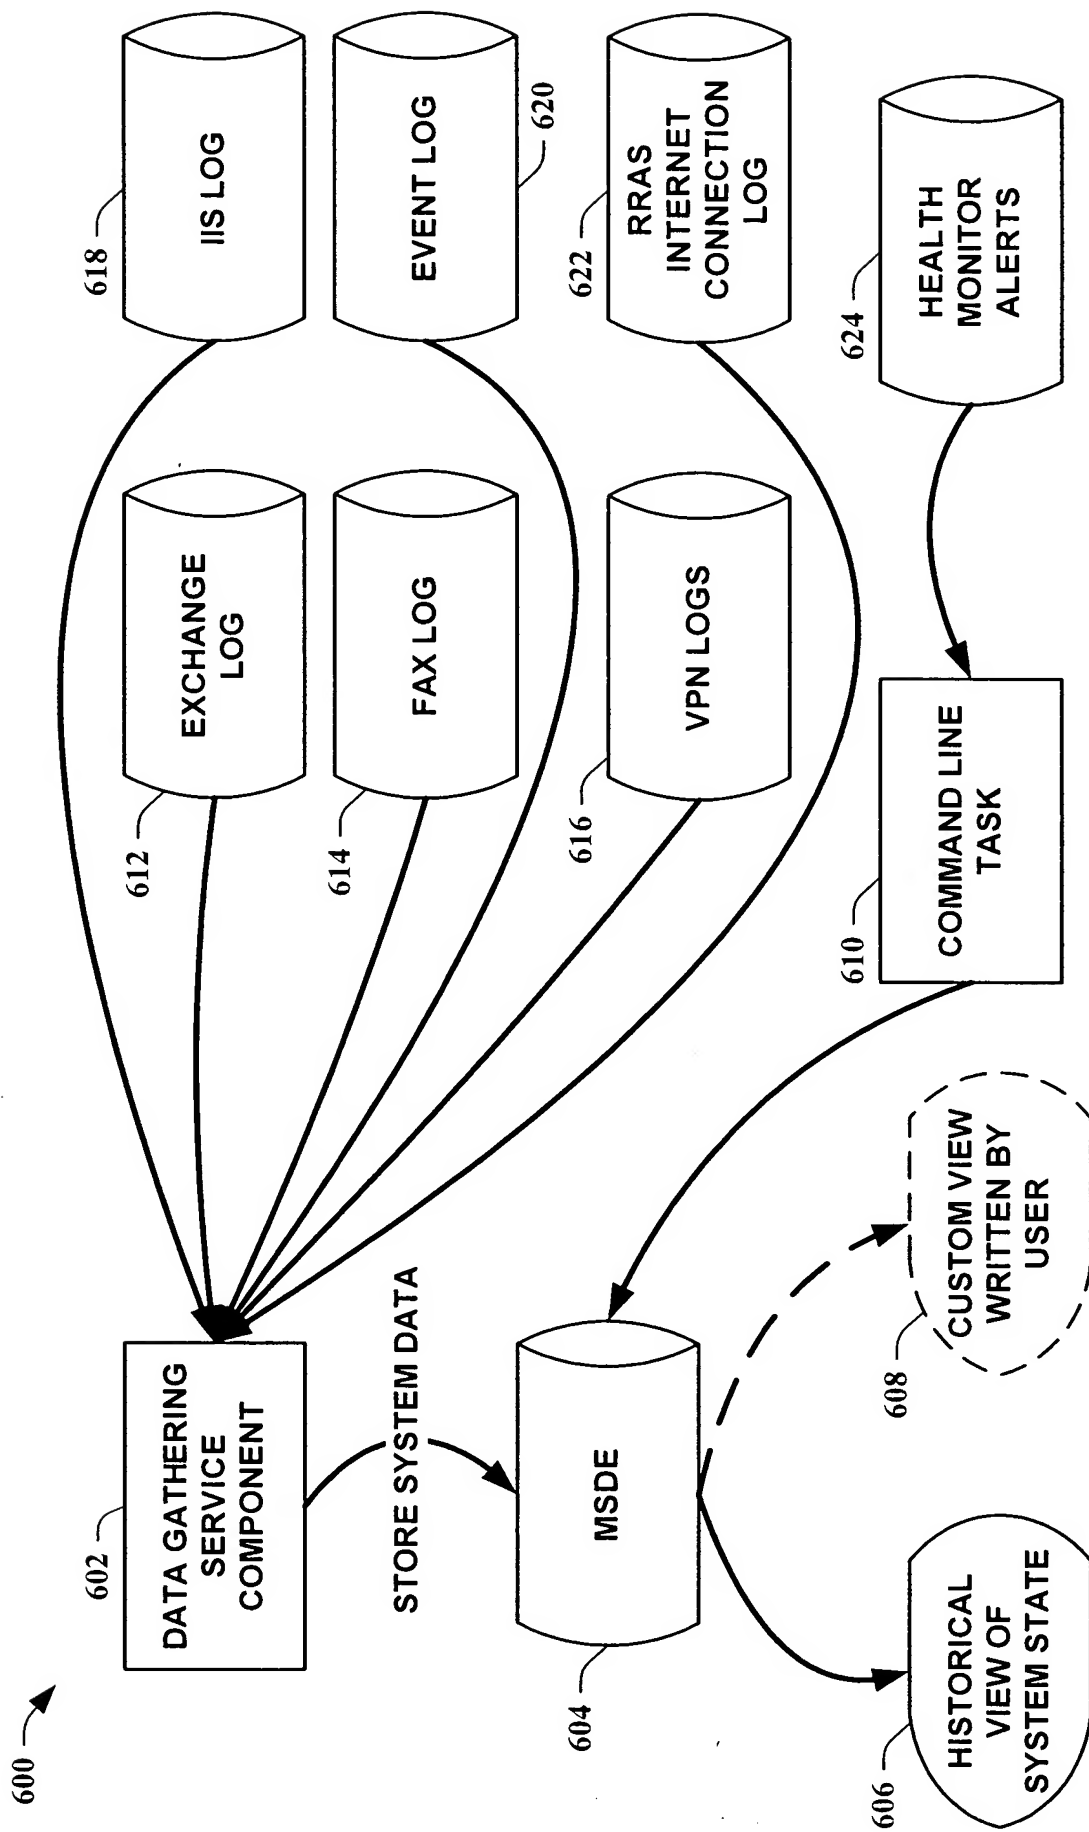 600
602
DATA GATHERING
SERVICE
COMPONENT
612
EXCHANGE
LOG
618
IIS LOG
614
FAX LOG
EVENT LOG
620
STORE SYSTEM DATA
604
MSDE
616
VPN LOGS
622
RRAS
INTERNET
CONNECTION
LOG
606
HISTORICAL
VIEW OF
SYSTEM STATE
608
CUSTOM VIEW
WRITTEN BY
USER
610
COMMAND LINE
TASK
624
HEALTH
MONITOR
ALERTS